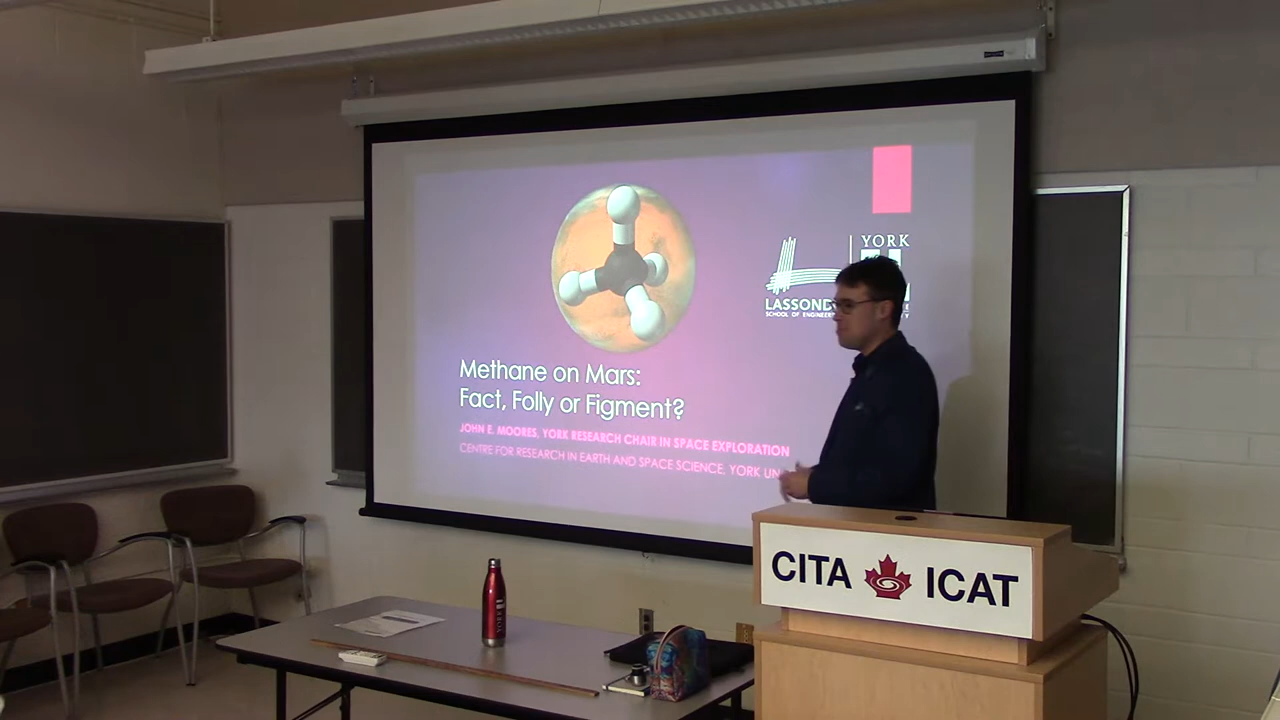 YORK
LASSOND
SCHOOL OF ENGINEER
Methane on Mars:
Fact, Folly or Figment?
JOHN E. MOORES, YORK RESEARCH CHAIR IN SPACE EXPLORATION
CENTRE FOR RESEARCH IN EARTH AND SPACE SCIENCE, YORK UN
CITA ICAT
YORK